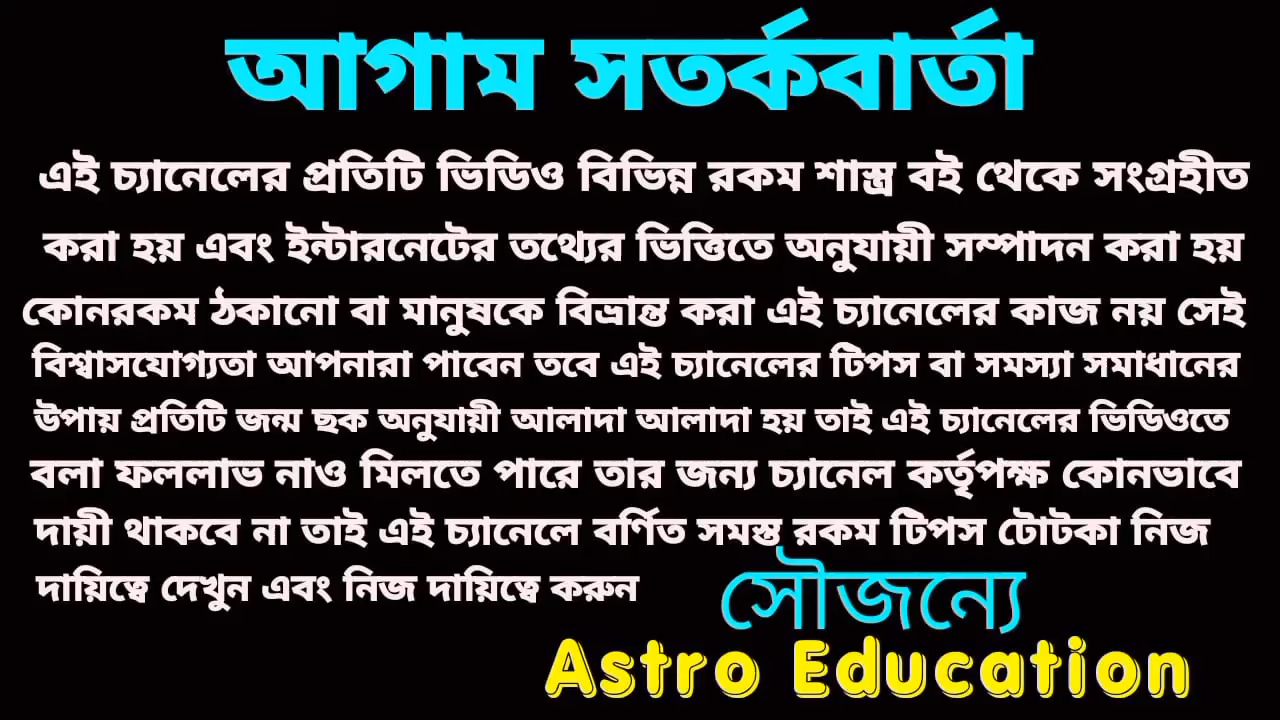 আগাম সতর্কবার্তা
এই চ্যানেলের প্রতিটি ভিডিও বিভিন্ন রকম শাস্ত্র বই থেকে সংগ্রহীত
করা হয় এবং ইন্টারনেটের তথ্যের ভিত্তিতে অনুযায়ী সম্পাদন করা হয়
কোনরকম ঠকানো বা মানুষকে বিভ্রান্ত করা এই চ্যানেলের কাজ নয় সেই
বিশ্বাসযোগ্যতা আপনারা পাবেন তবে এই চ্যানেলের টিপস বা সমস্যা সমাধানের
উপায় প্রতিটি জন্ম ছক অনুযায়ী আলাদা আলাদা হয় তাই এই চ্যানেলের ভিডিওতে
বলা ফললাভ নাও মিলতে পারে তার জন্য চ্যানেল কর্তৃপক্ষ কোনভাবে
দায়ী থাকবে না তাই এই চ্যানেলে বর্ণিত সমস্ত রকম টিপস টোটকা নিজ
দায়িত্বে দেখুন এবং নিজ দায়িত্বে করুন
সৌজন্যে
Astro Education